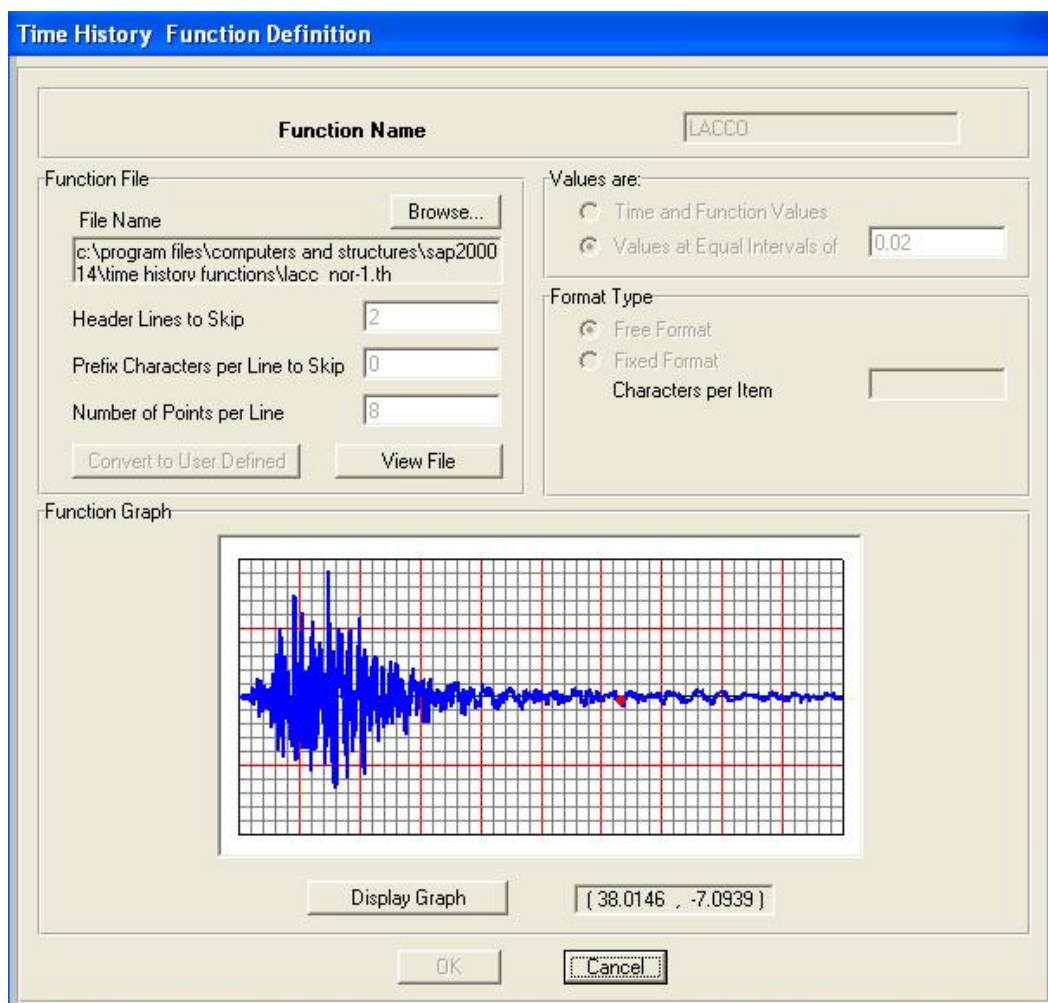 Time History Function Definition
Function Name
LACC0
Function File
File Name
Browse...
c:\program files\computers and structures\sap2000
14\time history functions\lacc_nor-1.th
Header Lines to Skip
2
Prefix Characters per Line to Skip
0
Number of Points per Line
8
Convert to User Defined
View File
Values are:
Time and Function Values
Values at Equal Intervals of
0.02
Format Type
Free Format
Fixed Format
Characters per Item
Function Graph
Display Graph
( 38.0146 , -7.0939 )
OK
Cancel